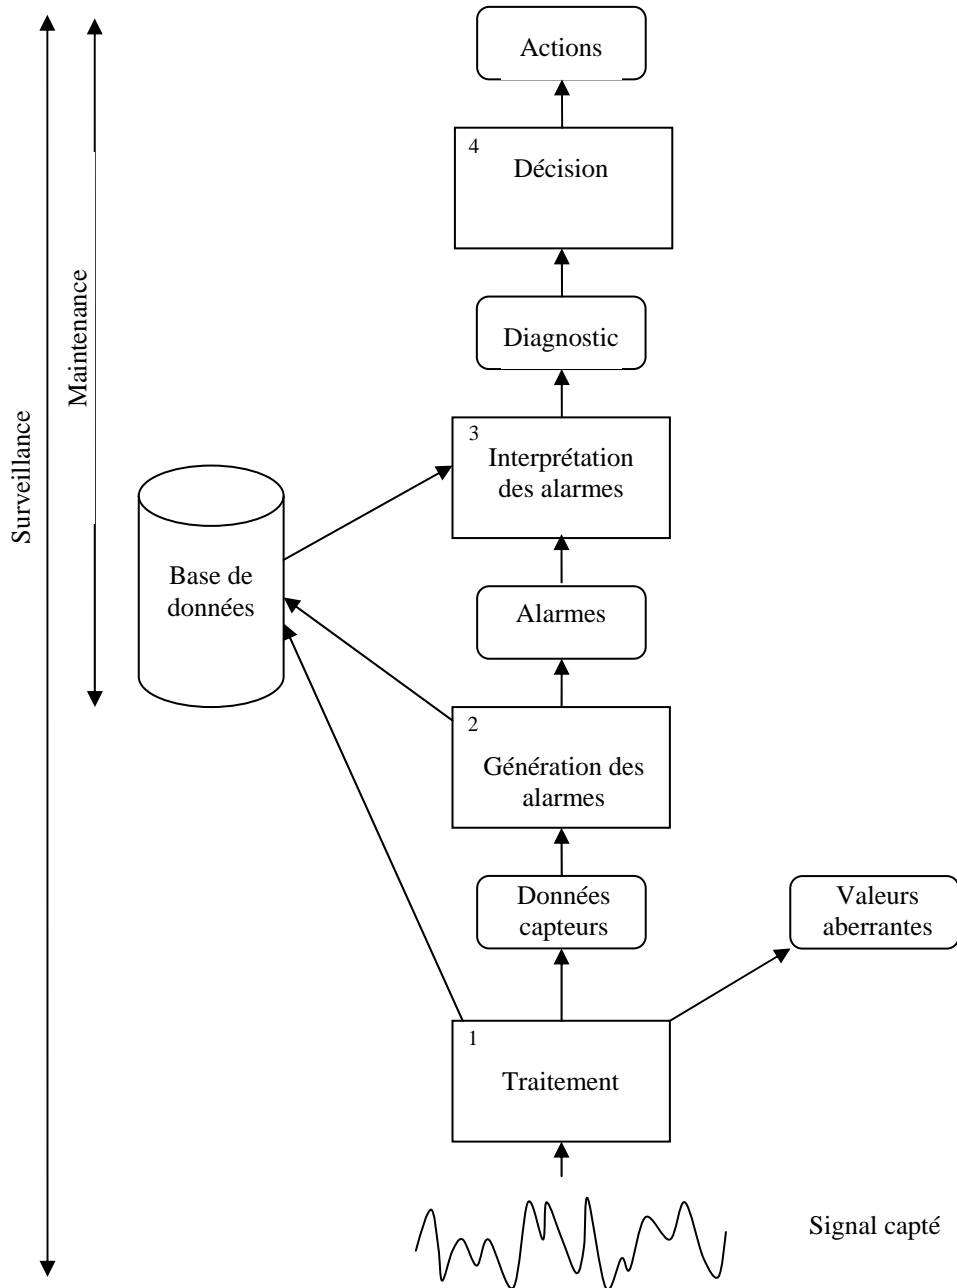 Actions
4
Décision
Maintenance
Diagnostic
Surveillance
3
Interprétation
des alarmes
Base de
données
Alarmes
2
Génération des
alarmes
Données
capteurs
Valeurs
aberrantes
1
Traitement
Signal capté